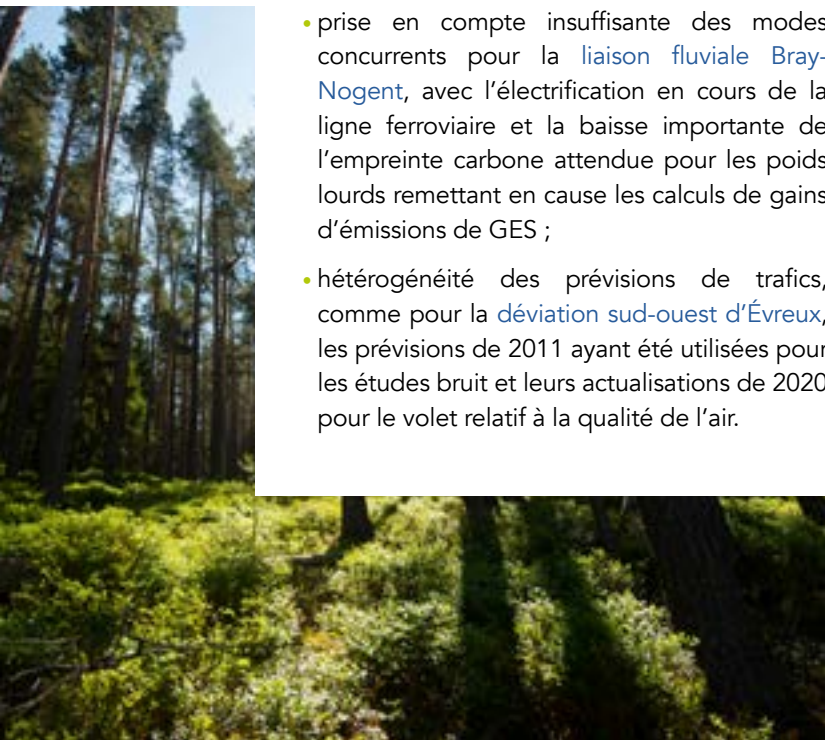 • prise en compte insuffisante des modes
concurrents pour la liaison fluviale Bray-
Nogent, avec l’électrification en cours de la
ligne ferroviaire et la baisse importante de
l’empreinte carbone attendue pour les poids
lourds remettant en cause les calculs de gains
d’émissions de GES ;
• hétérogénéité des prévisions de trafics,
comme pour la déviation sud-ouest d’Évreux,
les prévisions de 2011 ayant été utilisées pour
les études bruit et leurs actualisations de 2020
pour le volet relatif à la qualité de l’air.